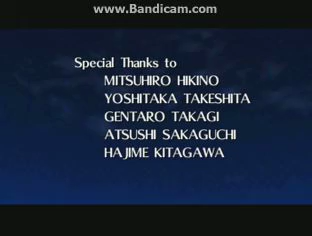 www.Bandicam.com
Special Thanks to
MITSUHIRO HIKINO
YOSHITAKA TAKESHITA
GENTARO TAKAGI
ATSUSHI SAKAGUCHI
HAJIME KITAGAWA